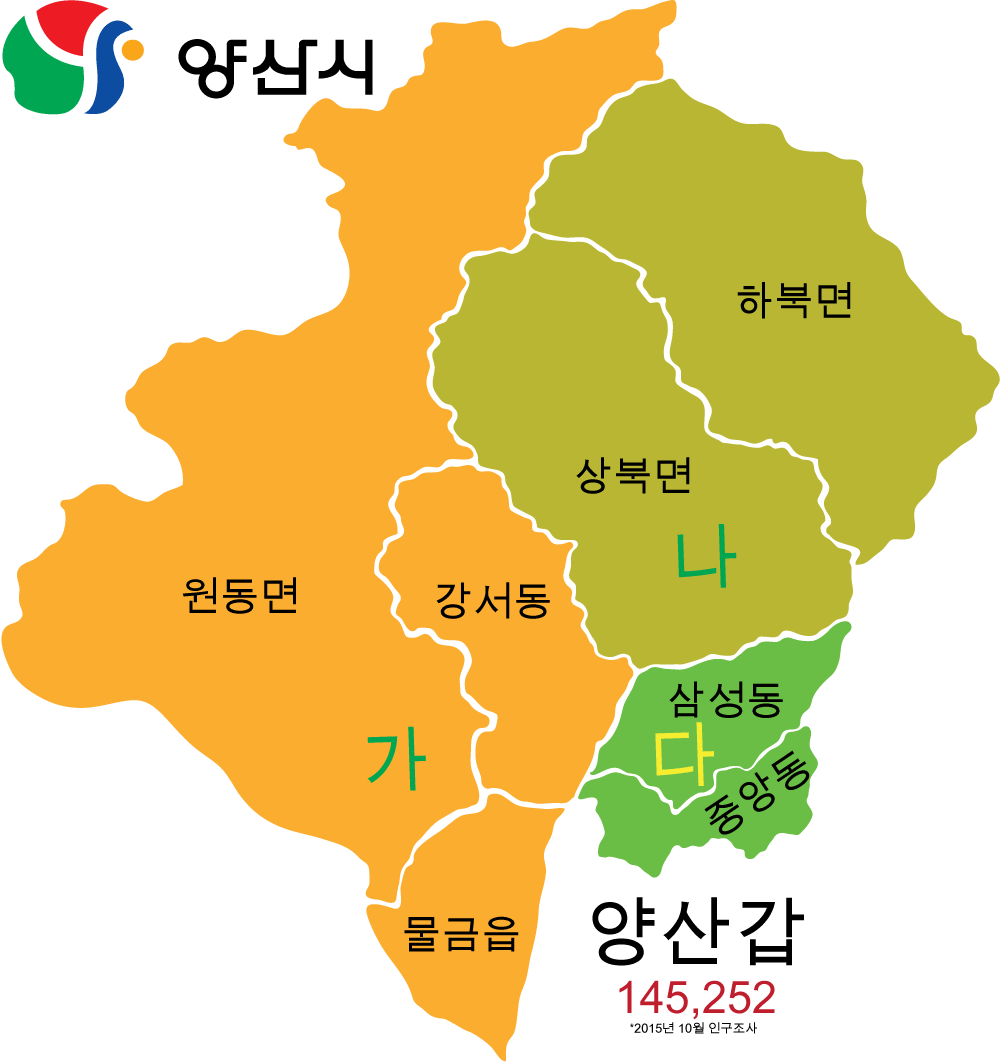 양산시
하북면
상북면
나
원동면
강서동
삼성동
가
다
중앙동
물금읍
양산갑
145,252
*2015년 10월 인구조사